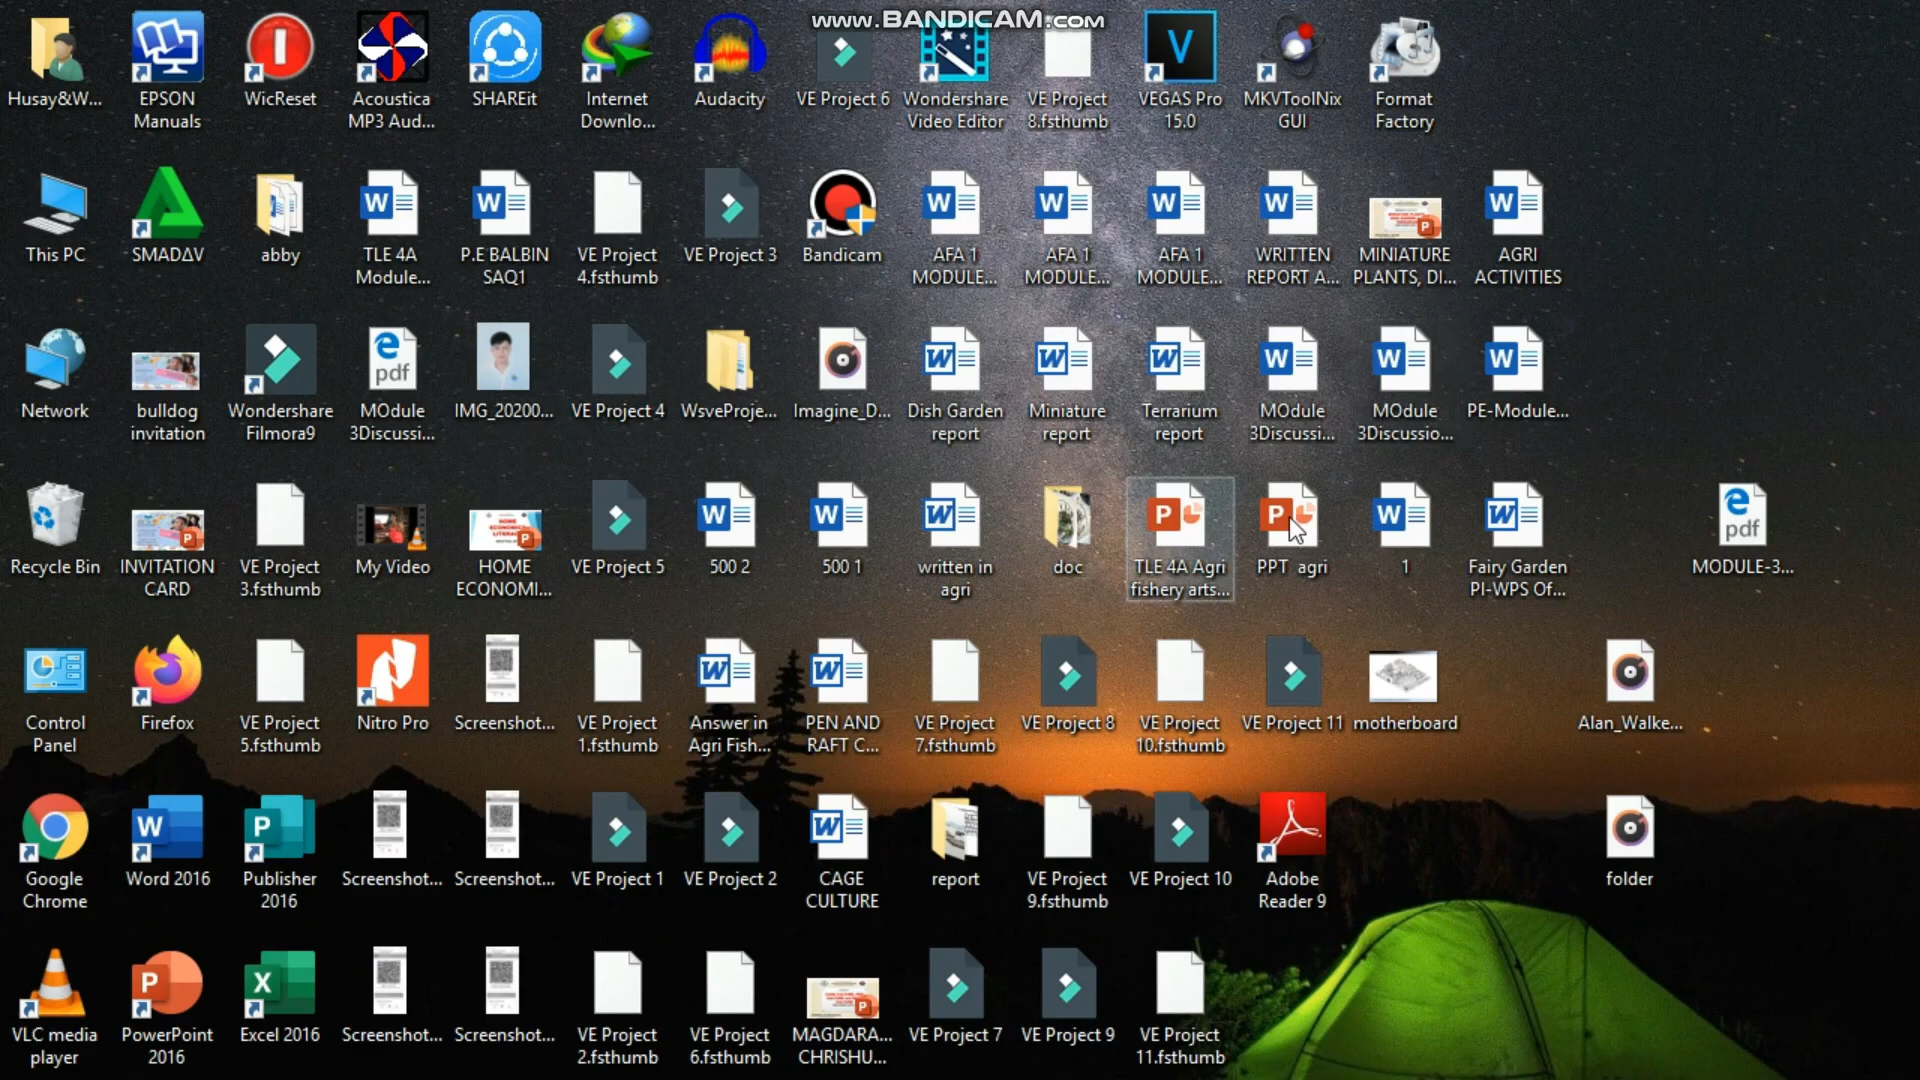 www.BANDICAM.com
Husay&W...
EPSON
Manuals
WicReset
Acoustica
MP3 Aud...
SHAREit
Internet
Downlo...
Audacity
VE Project 6
Wondershare
Video Editor
VE Project
8.fsthumb
VEGAS Pro
15.0
MKVToolNix
GUI
Format
Factory
This PC
SMADΔV
abby
TLE 4A
Module...
P.E BALBIN
SAQ1
VE Project
4.fsthumb
VE Project 3
Bandicam
AFA 1
MODULE...
AFA 1
MODULE...
AFA 1
MODULE...
WRITTEN
REPORT A...
MINIATURE
PLANTS, DI...
AGRI
ACTIVITIES
Network
bulldog
invitation
Wondershare
Filmora9
pdf
MOdule
3Discussi...
IMG_20200...
VE Project 4
WsveProje...
Imagine_D...
Dish Garden
report
Miniature
report
Terrarium
report
MOdule
3Discussi...
MOdule
3Discussio...
PE-Module...
Recycle Bin
INVITATION
CARD
VE Project
3.fsthumb
My Video
HOME
ECONOMI...
VE Project 5
500 2
500 1
written in
agri
doc
TLE 4A Agri
fishery arts...
PPT agri
1
Fairy Garden
PI-WPS Of...
pdf
MODULE-3...
Control
Panel
Firefox
VE Project
5.fsthumb
Nitro Pro
Screenshot...
VE Project
1.fsthumb
Answer in
Agri Fish...
PEN AND
RAFT C...
VE Project
7.fsthumb
VE Project 8
VE Project
10.fsthumb
VE Project 11
motherboard
Alan_Walke...
Google
Chrome
Word 2016
Publisher
2016
Screenshot...
Screenshot...
VE Project 1
VE Project 2
CAGE
CULTURE
report
VE Project
9.fsthumb
VE Project 10
Adobe
Reader 9
folder
VLC media
player
PowerPoint
2016
Excel 2016
Screenshot...
Screenshot...
VE Project
2.fsthumb
VE Project
6.fsthumb
MAGDARA...
CHRISHU...
VE Project 7
VE Project 9
VE Project
11.fsthumb